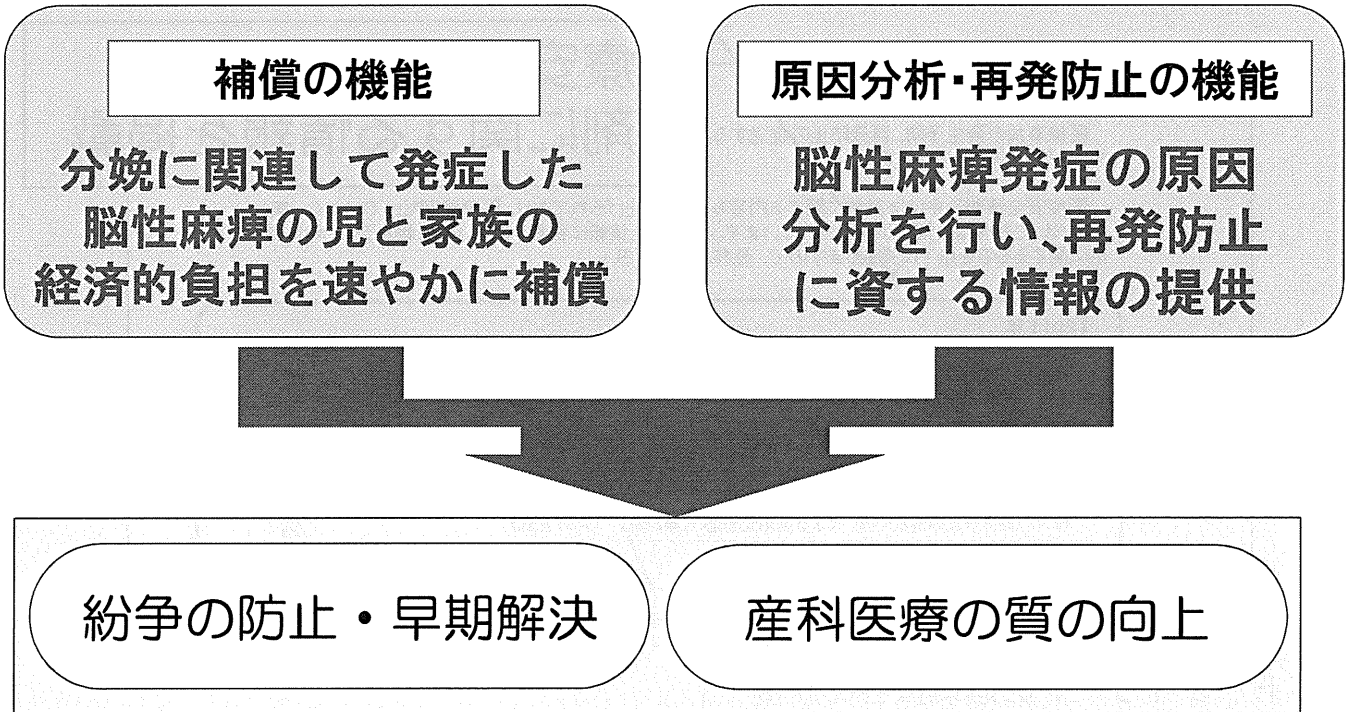 補償の機能
分娩に関連して発症した
脳性麻痺の児と家族の
経済的負担を速やかに補償
原因分析・再発防止の機能
脳性麻痺発症の原因
分析を行い、再発防止
に資する情報の提供
紛争の防止・早期解決
産科医療の質の向上